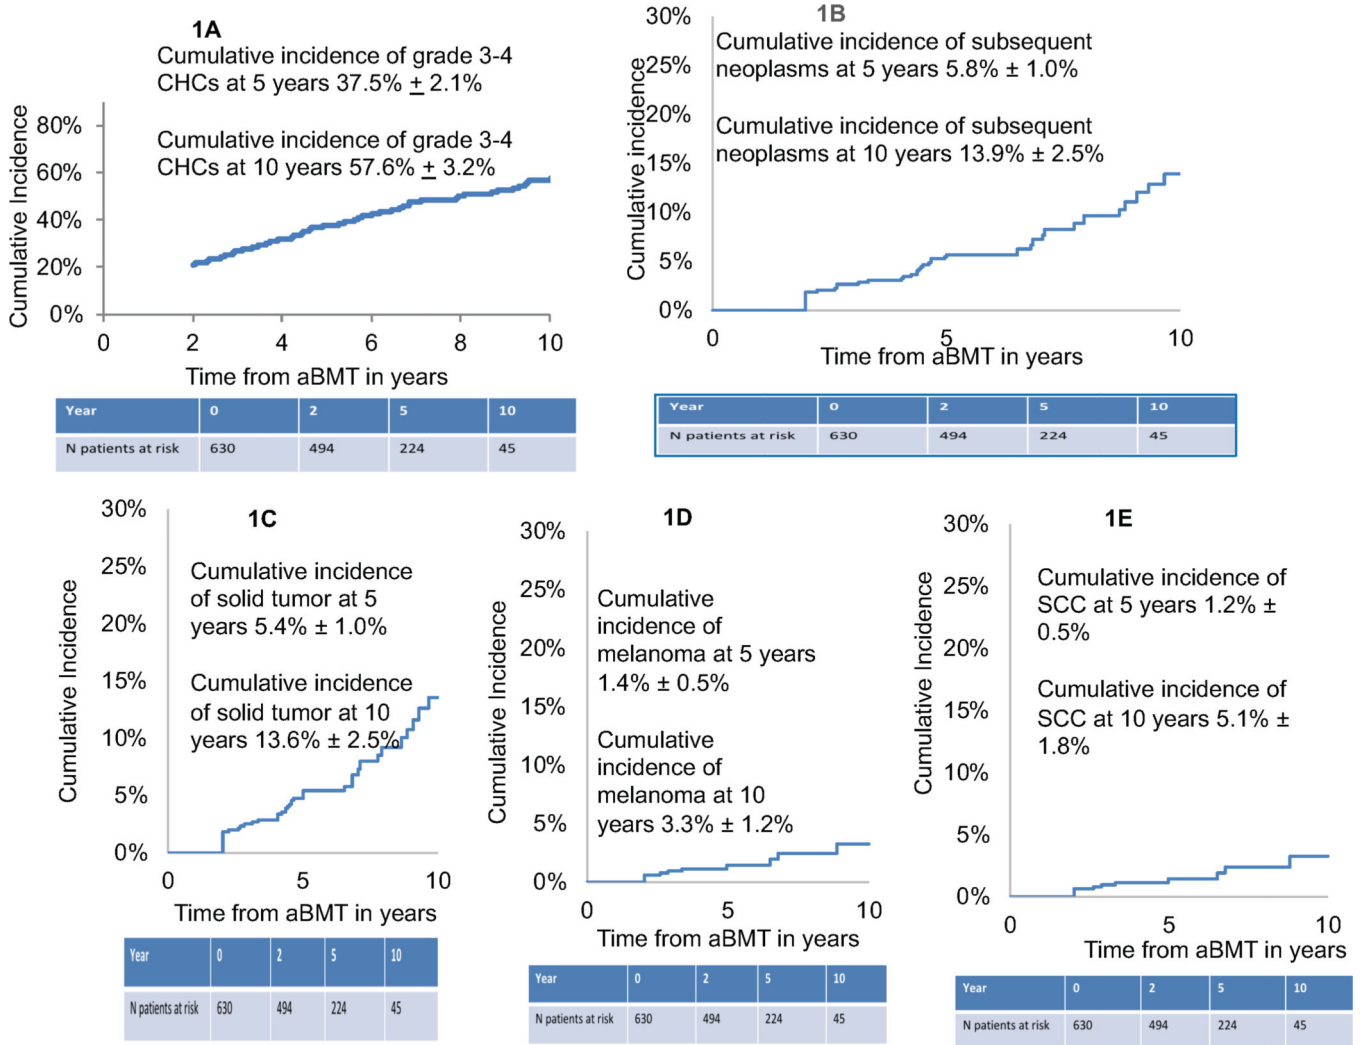 1A
Cumulative incidence of grade 3-4
CHCs at 5 years 37.5% ± 2.1%
Cumulative incidence of grade 3-4
CHCs at 10 years 57.6% ± 3.2%
Cumulative Incidence
80%
60%
40%
20%
0%
0 2 4 6 8 10
Time from aBMT in years
Year 0 2 5 10
N patients at risk 630 494 224 45
1B
Cumulative incidence of subsequent
neoplasms at 5 years 5.8% ± 1.0%
Cumulative incidence of subsequent
neoplasms at 10 years 13.9% ± 2.5%
Cumulative incidence
30%
25%
20%
15%
10%
5%
0%
0 5 10
Time from aBMT in years
Year 0 2 5 10
N patients at risk 630 494 224 45
1C
Cumulative incidence
of solid tumor at 5
years 5.4% ± 1.0%
Cumulative incidence
of solid tumor at 10
years 13.6% ± 2.5%
Cumulative Incidence
30%
25%
20%
15%
10%
5%
0%
0 5 10
Time from aBMT in years
Year 0 2 5 10
N patients at risk 630 494 224 45
1D
Cumulative
incidence of
melanoma at 5 years
1.4% ± 0.5%
Cumulative
incidence of
melanoma at 10
years 3.3% ± 1.2%
Cumulative Incidence
30%
25%
20%
15%
10%
5%
0%
0 5 10
Time from aBMT in years
Year 0 2 5 10
N patients at risk 630 494 224 45
1E
Cumulative incidence of
SCC at 5 years 1.2% ±
0.5%
Cumulative incidence of
SCC at 10 years 5.1% ±
1.8%
Cumulative Incidence
30%
25%
20%
15%
10%
5%
0%
0 5 10
Time from aBMT in years
Year 0 2 5 10
N patients at risk 630 494 224 45